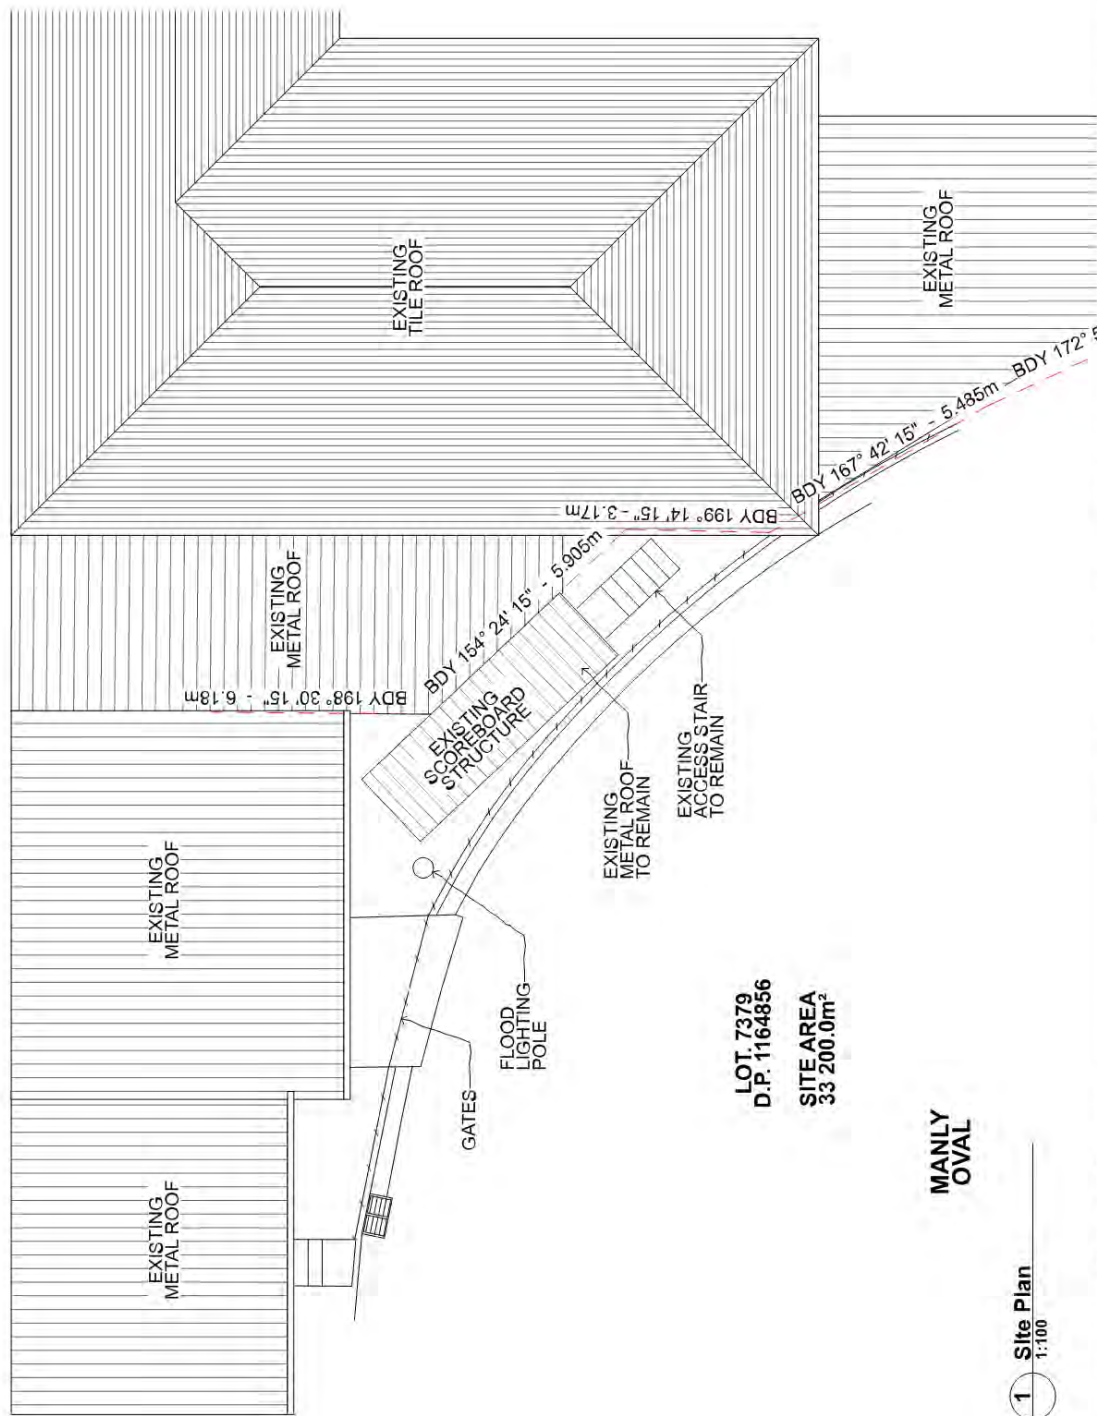 EXISTING
METAL ROOF
EXISTING
METAL ROOF
EXISTING
METAL ROOF
EXISTING
TILE ROOF
EXISTING
METAL ROOF
BDY 198° 30' 15" - 6.18m
BDY 154° 24' 15" - 5.905m
BDY 199° 14' 15" - 3.17m
BDY 167° 42' 15" - 5.485m
BDY 172°
EXISTING
SCOREBOARD
STRUCTURE
GATES
FLOOD
LIGHTING
POLE
EXISTING
METAL ROOF
TO REMAIN
EXISTING
ACCESS STAIR
TO REMAIN
LOT. 7379
D.P. 1164856
SITE AREA
33 200.0m²
MANLY
OVAL
1 Site Plan
1:100